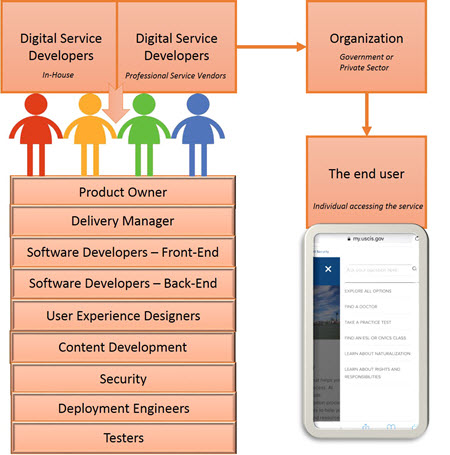 Digital Service
Developers
In-House
Digital Service
Developers
Professional Service Vendors
Organization
Government or
Private Sector
The end user
Individual accessing the service
Product Owner
Delivery Manager
Software Developers – Front-End
Software Developers – Back-End
User Experience Designers
Content Development
Security
Deployment Engineers
Testers
my.uscis.gov
EXPLORE ALL OPTIONS
FIND A DOCTOR
TAKE A PRACTICE TEST
FIND AN ESL OR CIVICS CLASS
LEARN ABOUT NATURALIZATION
LEARN ABOUT RIGHTS AND
RESPONSIBILITIES